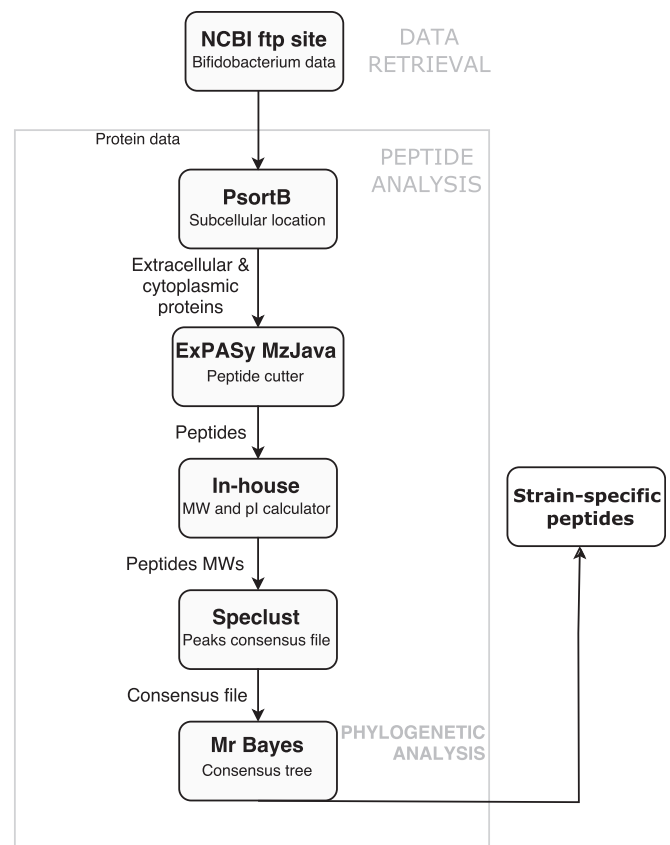 NCBI ftp site
Bifidobacterium data
DATA
RETRIEVAL
Protein data
PEPTIDE
ANALYSIS
PsortB
Subcellular location
Extracellular &
cytoplasmic
proteins
ExPASy MzJava
Peptide cutter
Peptides
In-house
MW and pI calculator
Strain-specific
peptides
Peptides MWs
Speclust
Peaks consensus file
Consensus file
PHYLOGENETIC
ANALYSIS
Mr Bayes
Consensus tree